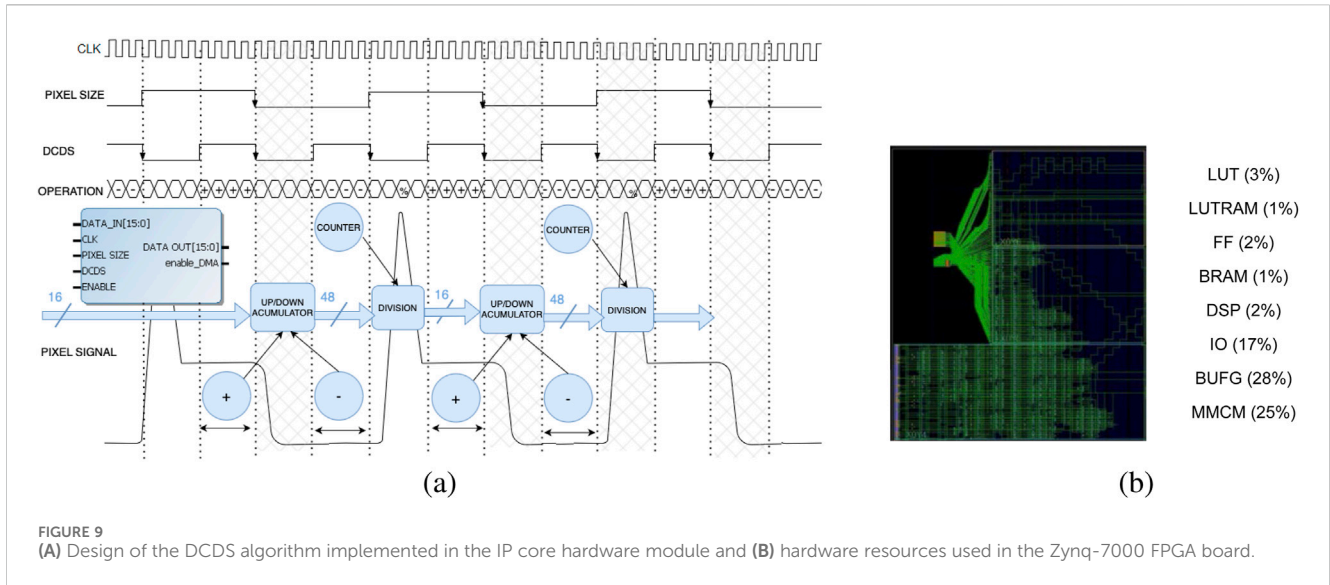 CLK
PIXEL SIZE
DCDS
OPERATION
- - + + + + - - - - % + + + + - - - - % + + + + - - - -
DATA_IN[15:0]
CLK
PIXEL SIZE
DCDS
ENABLE
DATA OUT[15:0]
enable_DMA
COUNTER
COUNTER
16
UP/DOWN
ACUMULATOR
48
DIVISION
16
UP/DOWN
ACUMULATOR
48
DIVISION
PIXEL SIGNAL
+
-
+
-
(a)
LUT (3%)
LUTRAM (1%)
FF (2%)
BRAM (1%)
DSP (2%)
IO (17%)
BUFG (28%)
MMCM (25%)
(b)
FIGURE 9
(A) Design of the DCDS algorithm implemented in the IP core hardware module and (B) hardware resources used in the Zynq-7000 FPGA board.